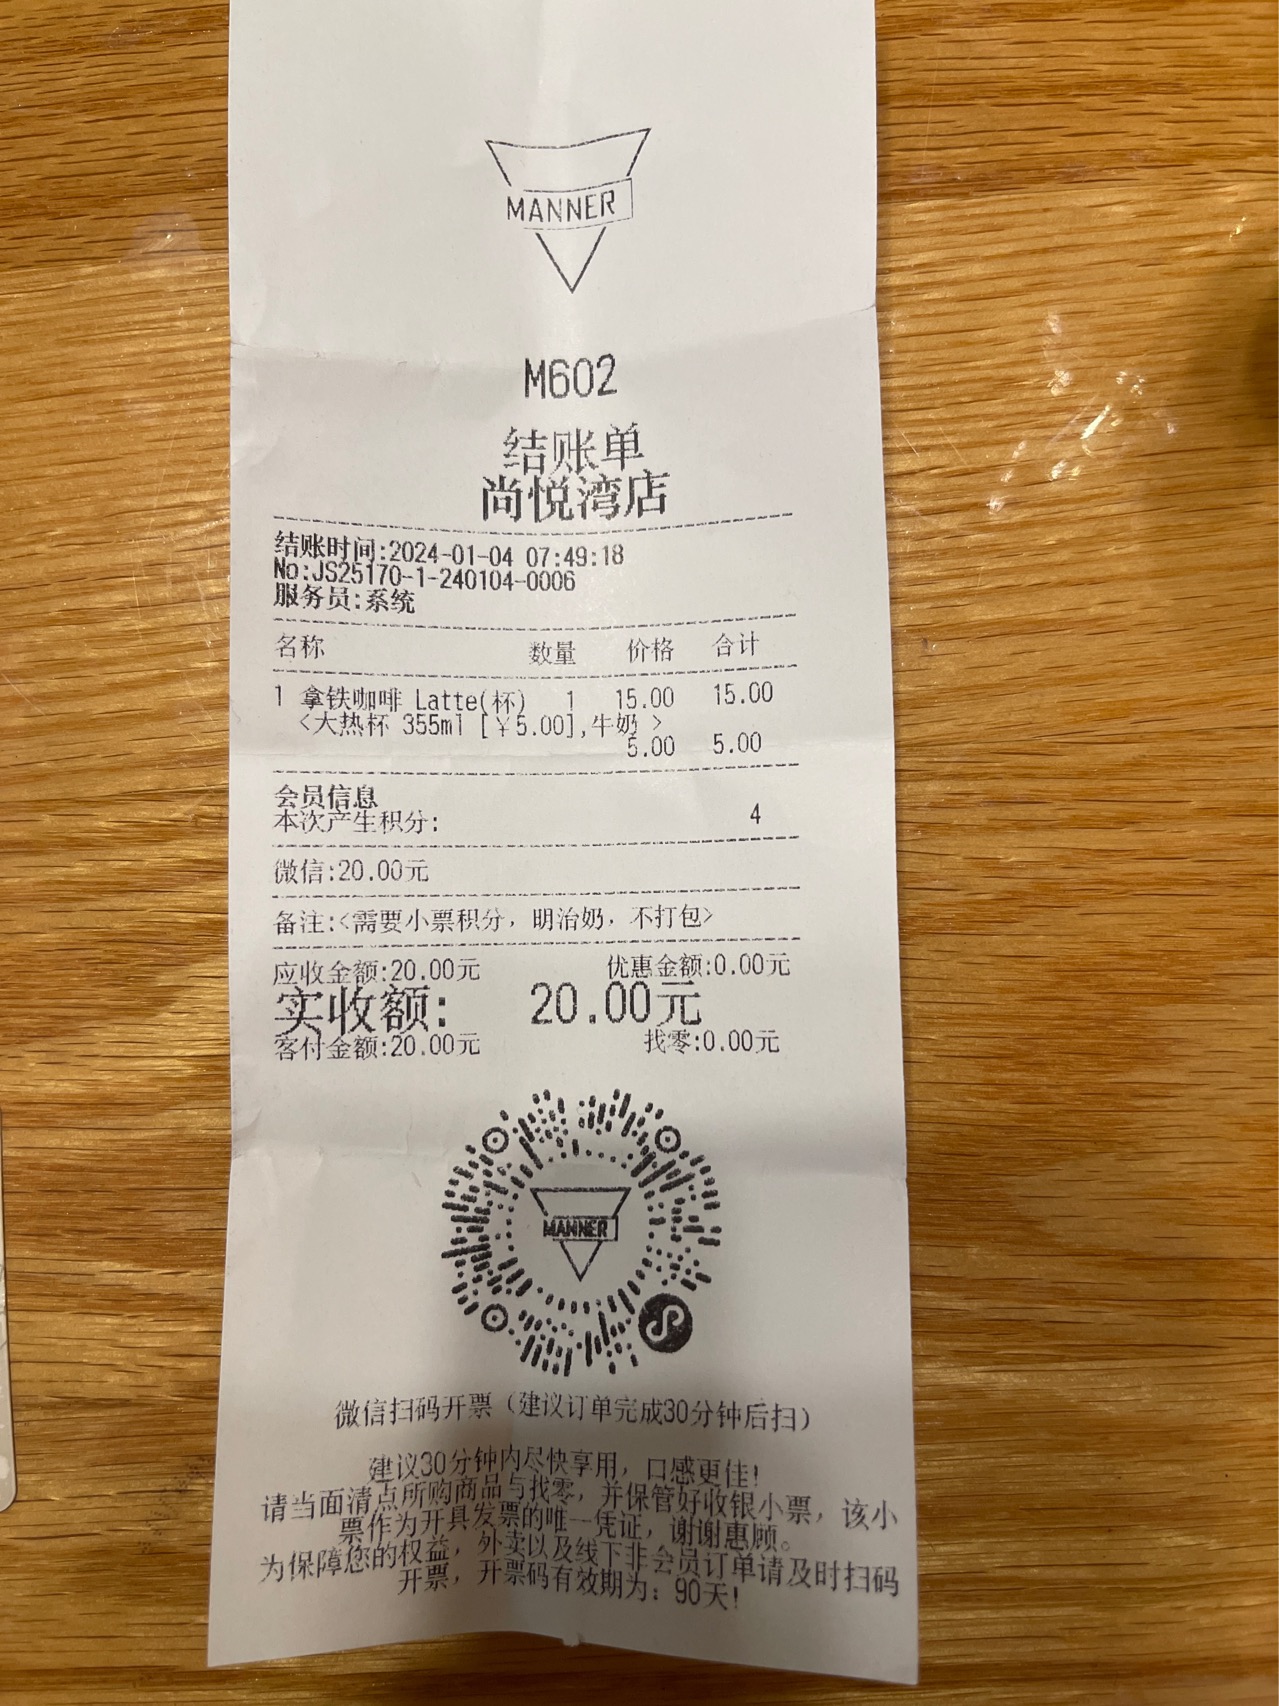 MANNER
M602
结账单
尚悦湾店
结账时间:2024-01-04 07:49:18
No:JS25170-1-240104-0006
服务员:系统
名称 数量 价格 合计
1 拿铁咖啡 Latte(杯) 1 15.00 15.00
<大热杯 355ml [¥5.00],牛奶 >
5.00 5.00
会员信息
本次产生积分: 4
微信:20.00元
备注:<需要小票积分，明治奶，不打包>
应收金额:20.00元 优惠金额:0.00元
实收额: 20.00元
客付金额:20.00元 找零:0.00元
MANNER
微信扫码开票（建议订单完成30分钟后扫）
建议30分钟内尽快享用，口感更佳!
请当面清点所购商品与找零，并保管好收银小票，该小
票作为开具发票的唯一凭证，谢谢惠顾。
为保障您的权益，外卖以及线下非会员订单请及时扫码
开票，开票码有效期为：90天!